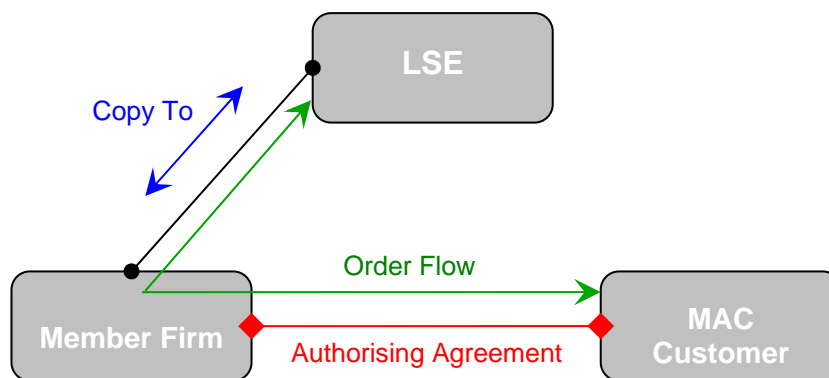 LSE
Copy To
Order Flow
Member Firm
MAC
Customer
Authorising Agreement